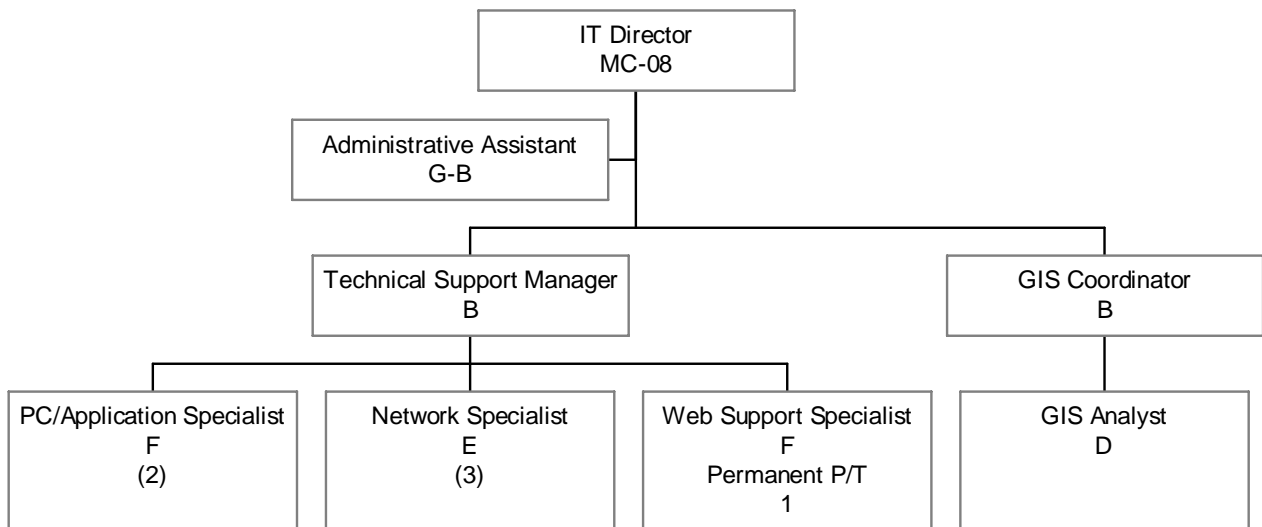 IT Director
MC-08
Administrative Assistant
G-B
Technical Support Manager
B
GIS Coordinator
B
PC/Application Specialist
F
(2)
Network Specialist
E
(3)
Web Support Specialist
F
Permanent P/T
1
GIS Analyst
D